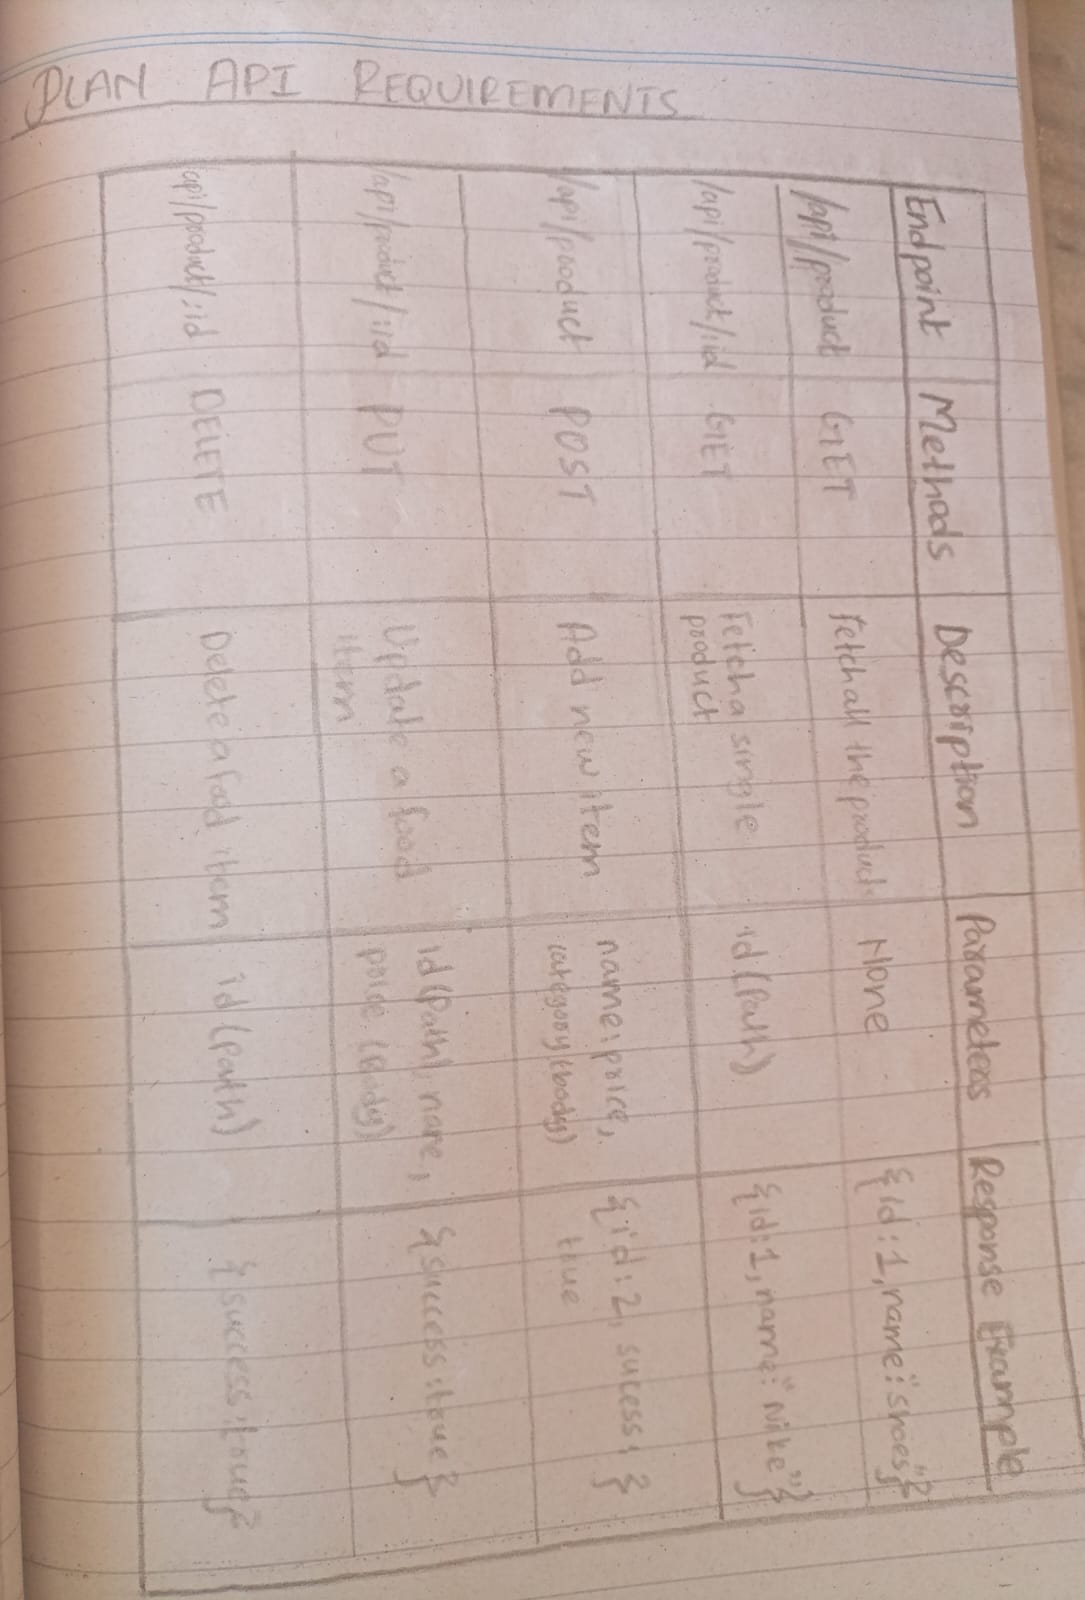 PLAN API REQUIREMENTS
Endpoint Methods Description Parameters Response Example
/api/product GET Fetch all the product None {id:1, name:"shoes"}
/api/product/:id GET Fetch a single product id (Path) {id:1, name:"Nike"}
/api/product POST Add new item name, price, category (body) {id:2, sucess: true }
/api/product/:id PUT Update a food item id (Path), name, price (Body) {success:true}
api/product/:id DELETE Delete a food item id (path) {success:true}